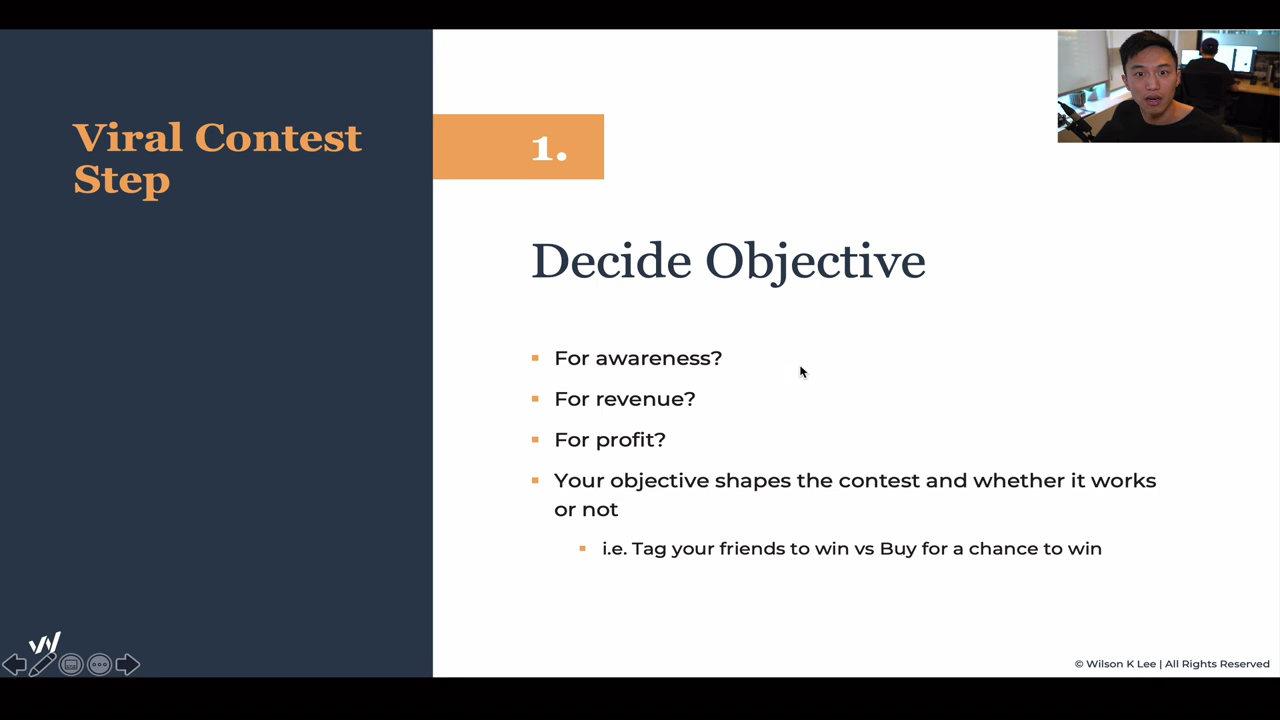 Viral Contest
Step
1.
Decide Objective
For awareness?
For revenue?
For profit?
Your objective shapes the contest and whether it works
or not
i.e. Tag your friends to win vs Buy for a chance to win
© Wilson K Lee | All Rights Reserved